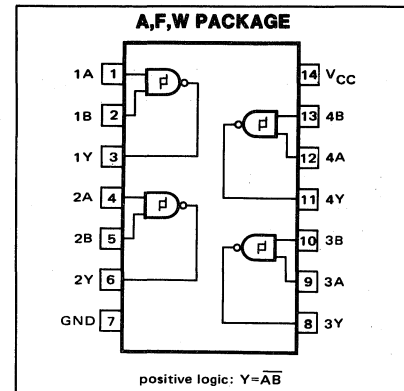 A,F,W PACKAGE
1A 1
1B 2
1Y 3
2A 4
2B 5
2Y 6
GND 7
14 VCC
13 4B
12 4A
11 4Y
10 3B
9 3A
8 3Y
positive logic: Y=A̅B̅